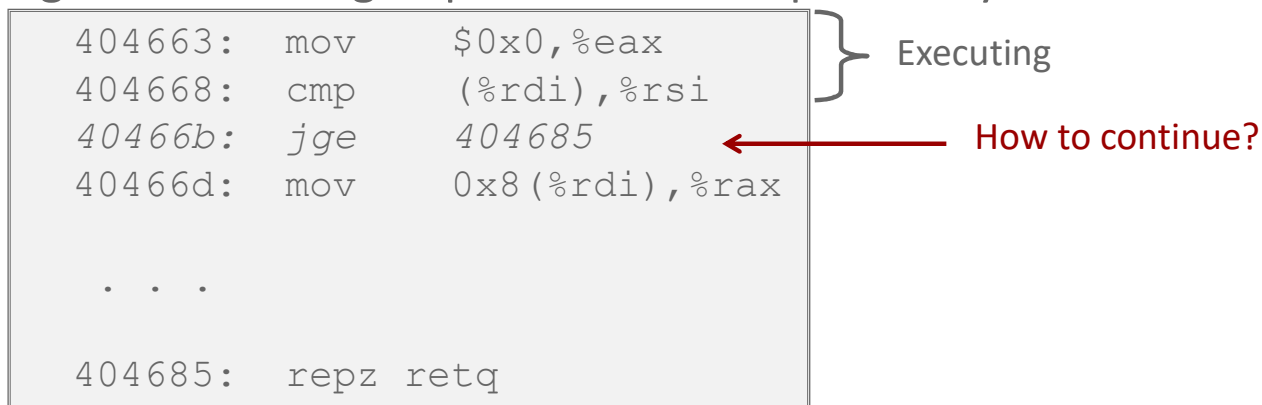 404663: mov $0x0,%eax
Executing
404668: cmp (%rdi),%rsi
40466b: jge 404685
How to continue?
40466d: mov 0x8(%rdi),%rax
. . .
404685: repz retq